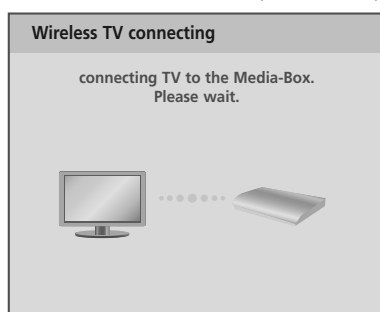 Wireless TV connecting
connecting TV to the Media-Box.
Please wait.